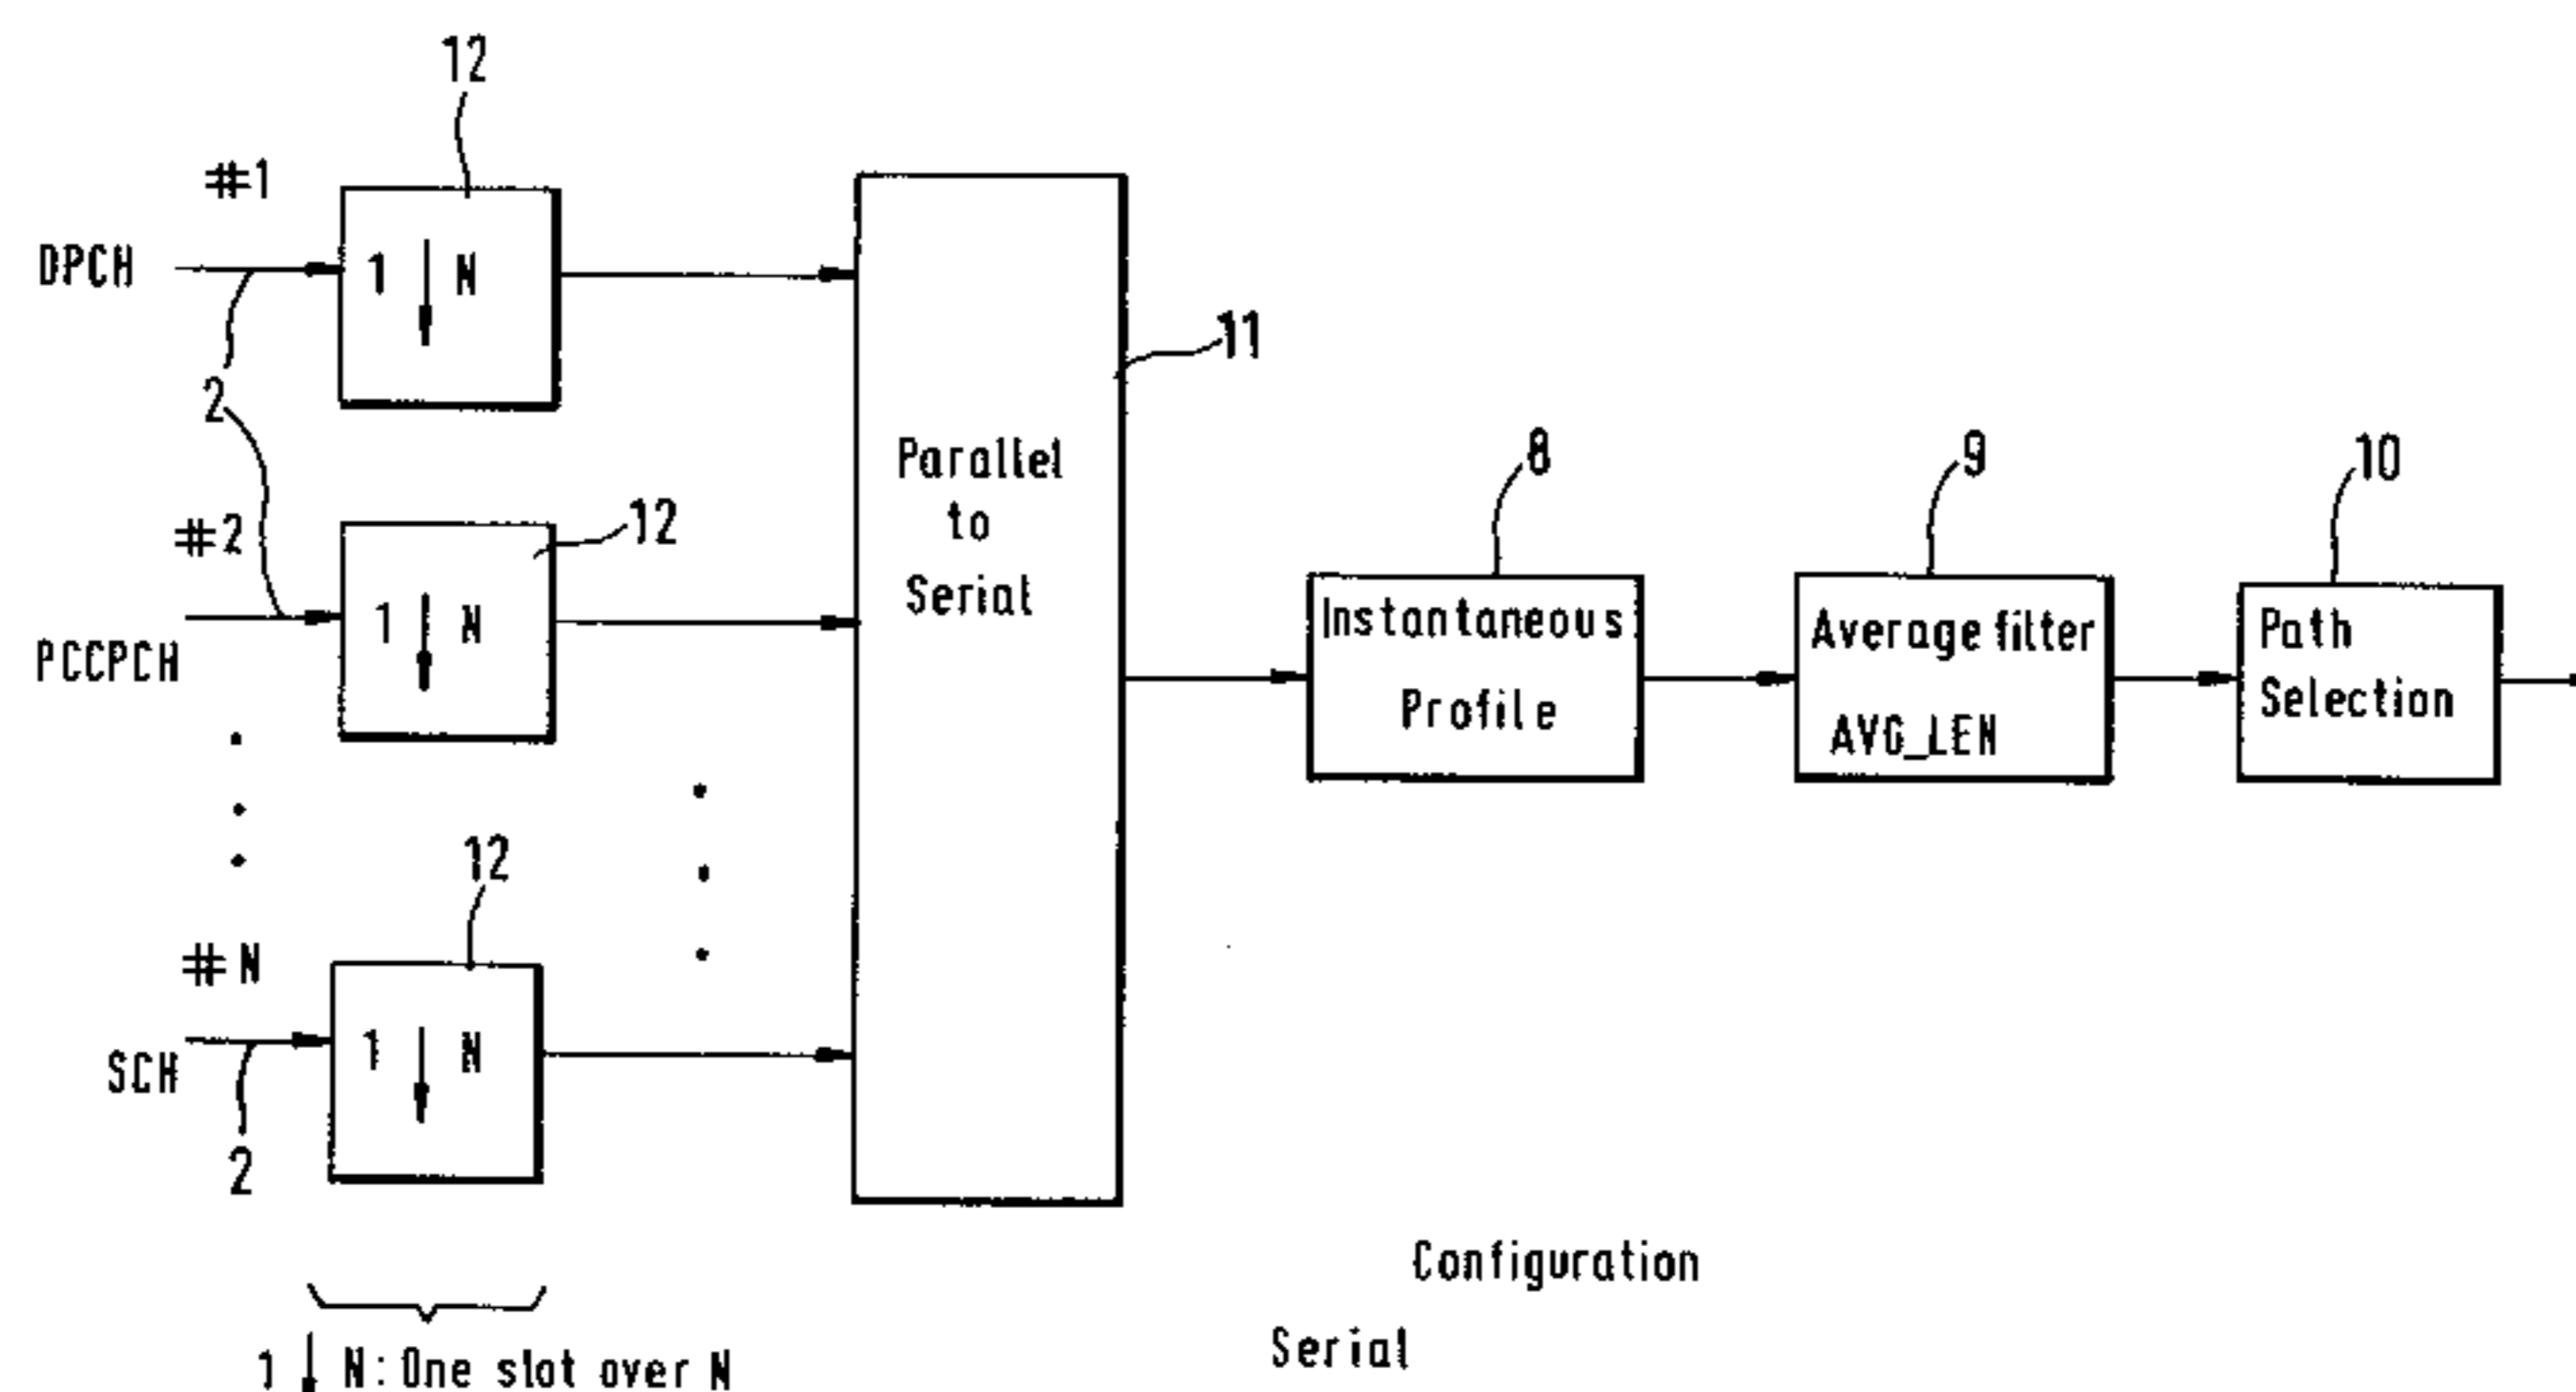 12
#1
DPCH
1 ↓ N
2
11
Parallel
to
Serial
#2
12
PCCPCH
1 ↓ N
8
Instantaneous
Profile
9
Average filter
AVG_LEN
10
Path
Selection
12
#N
SCH
1 ↓ N
2
Configuration
Serial
1 ↓ N: One slot over N